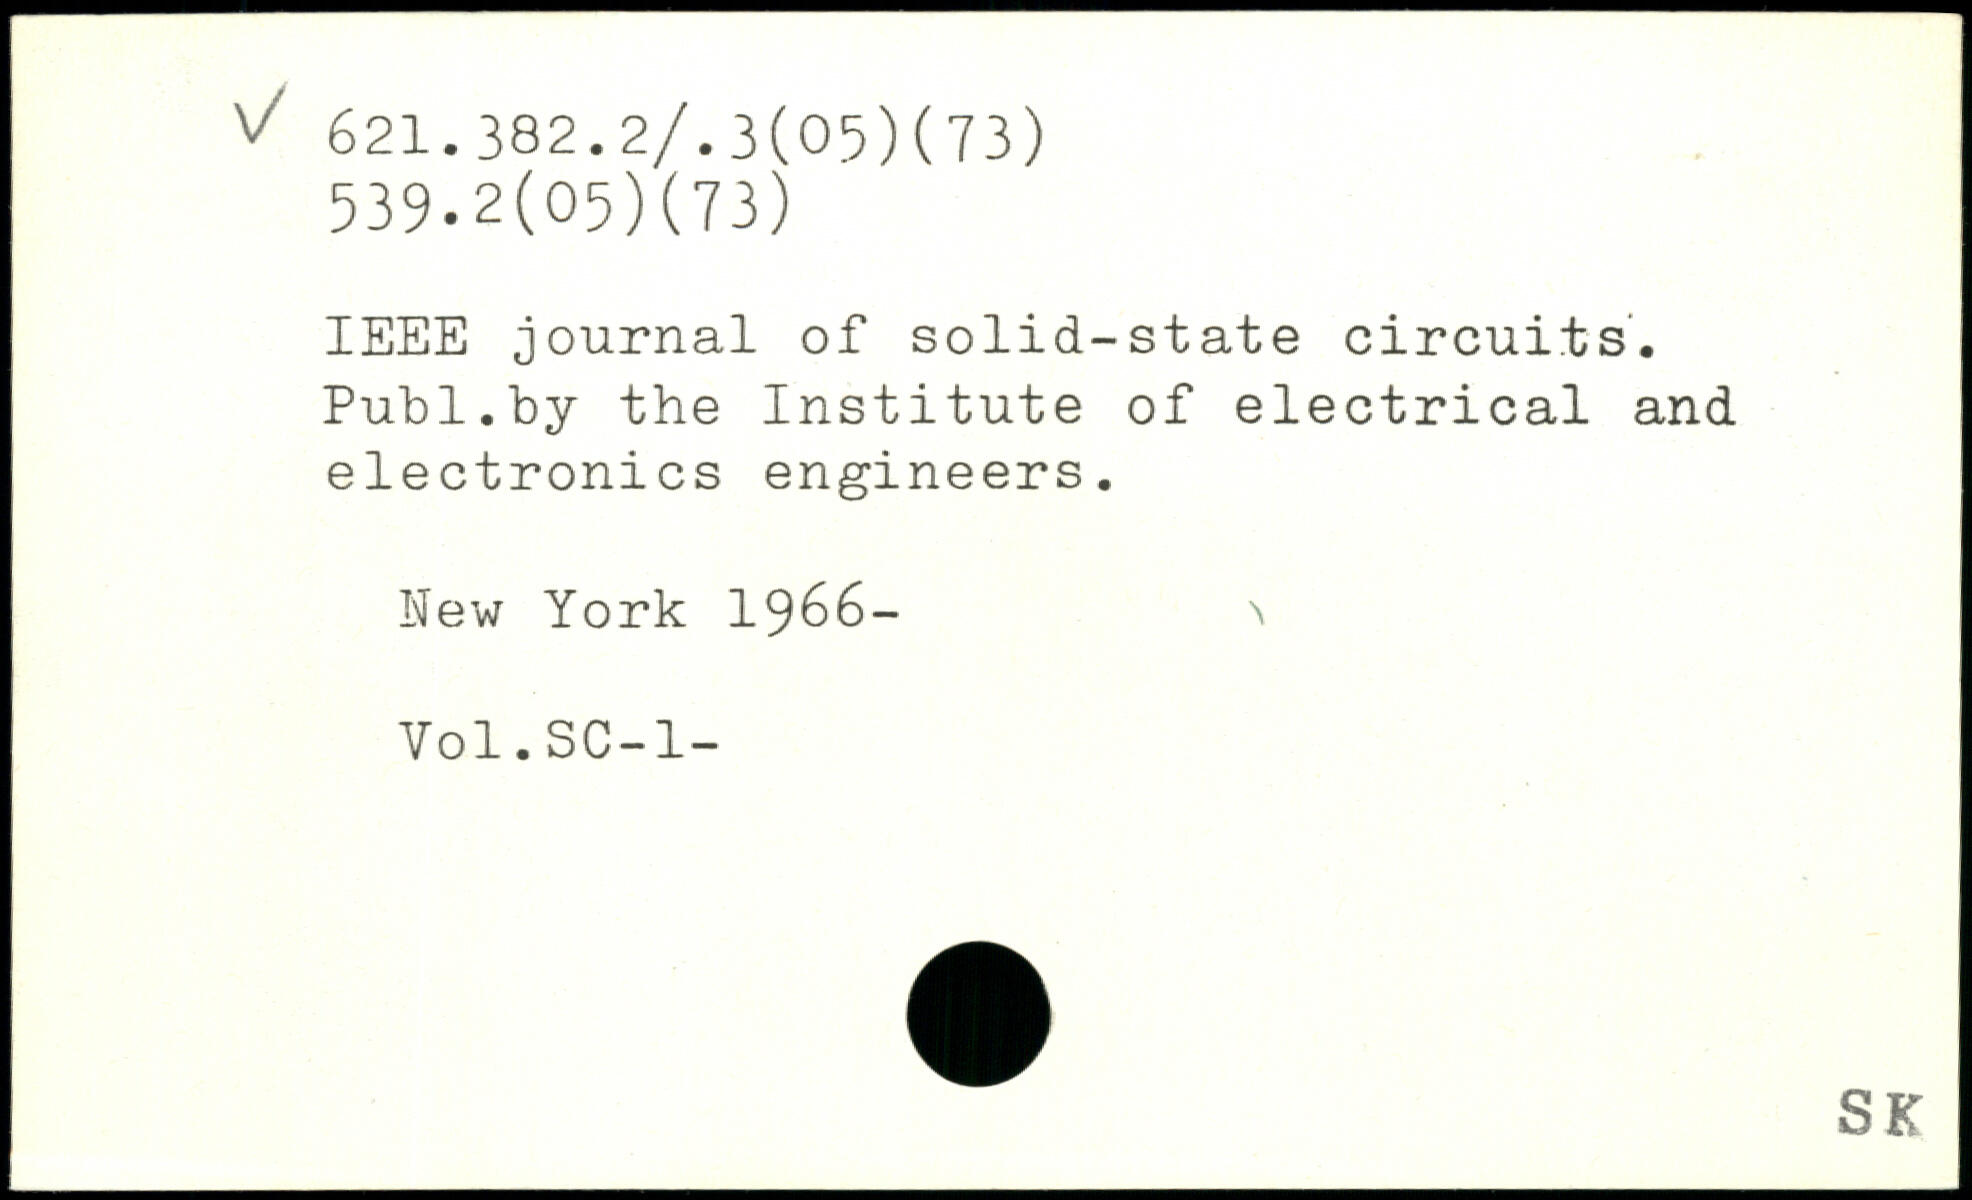 ✓ 621.382.2/.3(05)(73)
539.2(05)(73)
IEEE journal of solid-state circuits.
Publ.by the Institute of electrical and
electronics engineers.
New York 1966-
Vol.SC-1-
SK